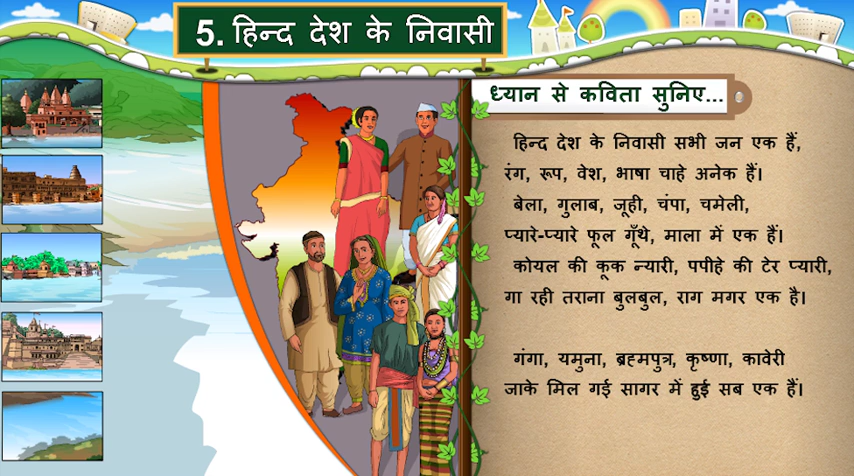 5. हिन्द देश के निवासी
ध्यान से कविता सुनिए...
हिन्द देश के निवासी सभी जन एक हैं,
रंग, रूप, वेश, भाषा चाहे अनेक हैं।
बेला, गुलाब, जूही, चंपा, चमेली,
प्यारे-प्यारे फूल गूँथे, माला में एक हैं।
कोयल की कूक न्यारी, पपीहे की टेर प्यारी,
गा रही तराना बुलबुल, राग मगर एक है।
गंगा, यमुना, ब्रह्मपुत्र, कृष्णा, कावेरी
जाके मिल गई सागर में हुई सब एक हैं।